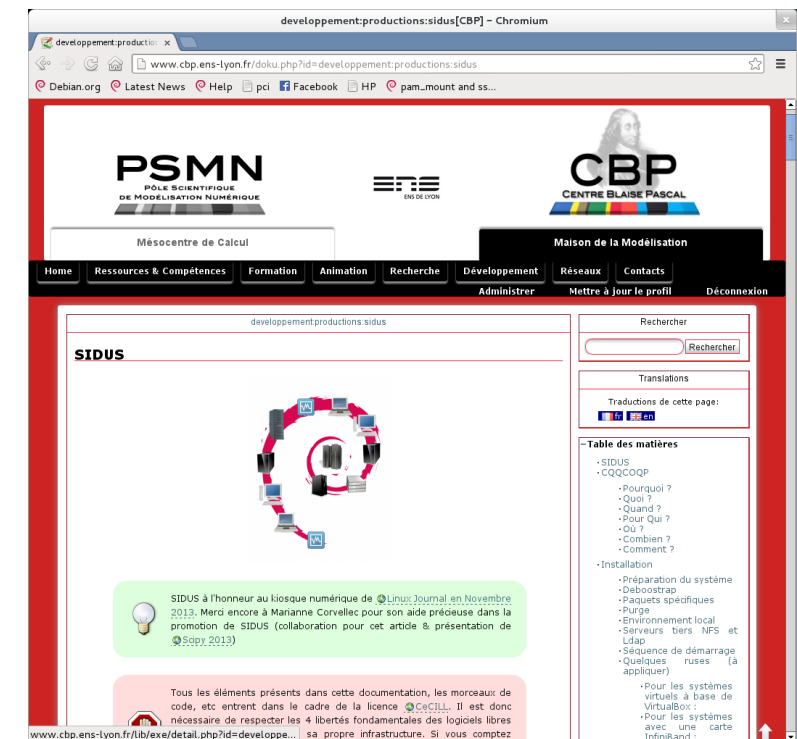 developpement:productions:sidus[CBP] – Chromium
developpement:productio
www.cbp.ens-lyon.fr/doku.php?id=developpement:productions:sidus
Debian.org Latest News Help pci Facebook HP pam_mount and ss...
PSMN
PÔLE SCIENTIFIQUE
DE MODÉLISATION NUMÉRIQUE
ENS
ENS DE LYON
CBP
CENTRE BLAISE PASCAL
Mésocentre de Calcul
Maison de la Modélisation
Home Ressources & Compétences Formation Animation Recherche Développement Réseaux Contacts
Administrer Mettre à jour le profil Déconnexion
developpement:productions:sidus
SIDUS
SIDUS à l'honneur au kiosque numérique de Linux Journal en Novembre
2013. Merci encore à Marianne Corvellec pour son aide précieuse dans la
promotion de SIDUS (collaboration pour cet article & présentation de
Scipy 2013)
Tous les éléments présents dans cette documentation, les morceaux de
code, etc entrent dans le cadre de la licence CeCILL. Il est donc
nécessaire de respecter les 4 libertés fondamentales des logiciels libres
sa propre infrastructure. Si vous comptez
Rechercher
Rechercher
Translations
Traductions de cette page:
fr en
Table des matières
SIDUS
CQQCOQP
Pourquoi ?
Quoi ?
Quand ?
Pour Qui ?
Où ?
Combien ?
Comment ?
Installation
Préparation du système
Deboostrap
Paquets spécifiques
Purge
Environnement local
Serveurs tiers NFS et
Ldap
Séquence de démarrage
Quelques ruses (à
appliquer)
Pour les systèmes
virtuels à base de
VirtualBox :
Pour les systèmes
avec une carte
InfiniBand :
www.cbp.ens-lyon.fr/lib/exe/detail.php?id=developpe...